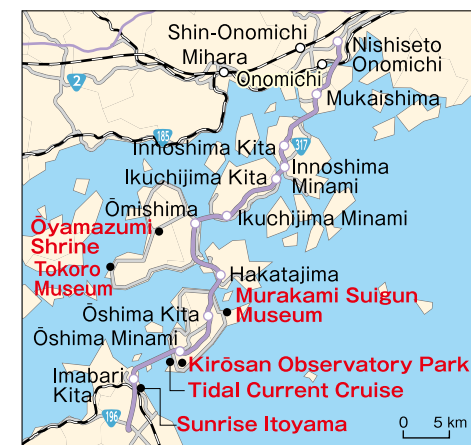 Shin-Onomichi
Mihara
Nishiseto
Onomichi
Onomichi
2
Mukaishima
185
317
Innoshima Kita
Ikuchijima Kita
Innoshima
Minami
Ōmishima
Ikuchijima Minami
Ōyamazumi
Shrine
Tokoro
Museum
Hakatajima
Murakami Suigun
Museum
Ōshima Kita
Ōshima Minami
Kirōsan Observatory Park
Imabari
Kita
Tidal Current Cruise
Sunrise Itoyama
196
0 5 km